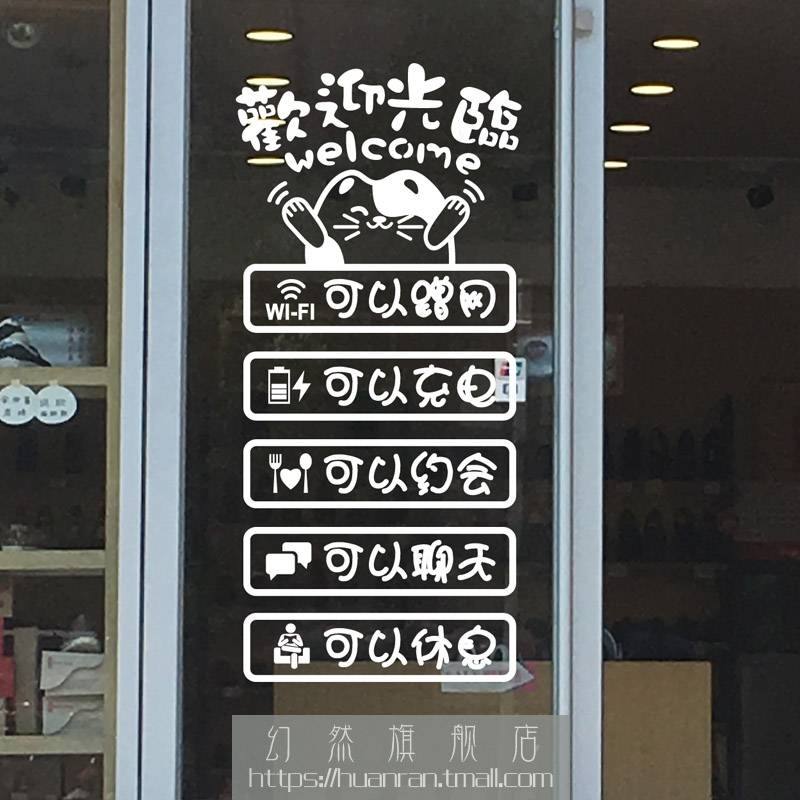 歡迎光臨
welcome
WI-FI 可以蹭网
可以充电
可以约会
可以聊天
可以休息
幻然旗舰店
https://huanran.tmall.com